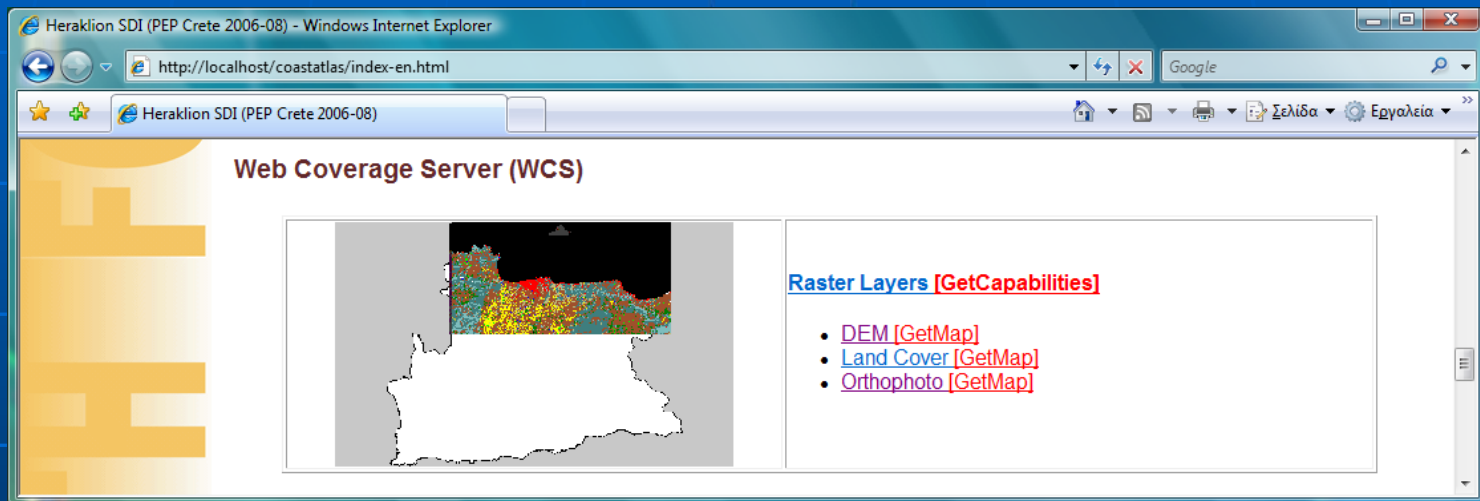 Heraklion SDI (PEP Crete 2006-08) - Windows Internet Explorer
http://localhost/coastatlas/index-en.html
Google
Heraklion SDI (PEP Crete 2006-08)
Σελίδα
Εργαλεία
Web Coverage Server (WCS)
Raster Layers [GetCapabilities]
• DEM [GetMap]
• Land Cover [GetMap]
• Orthophoto [GetMap]